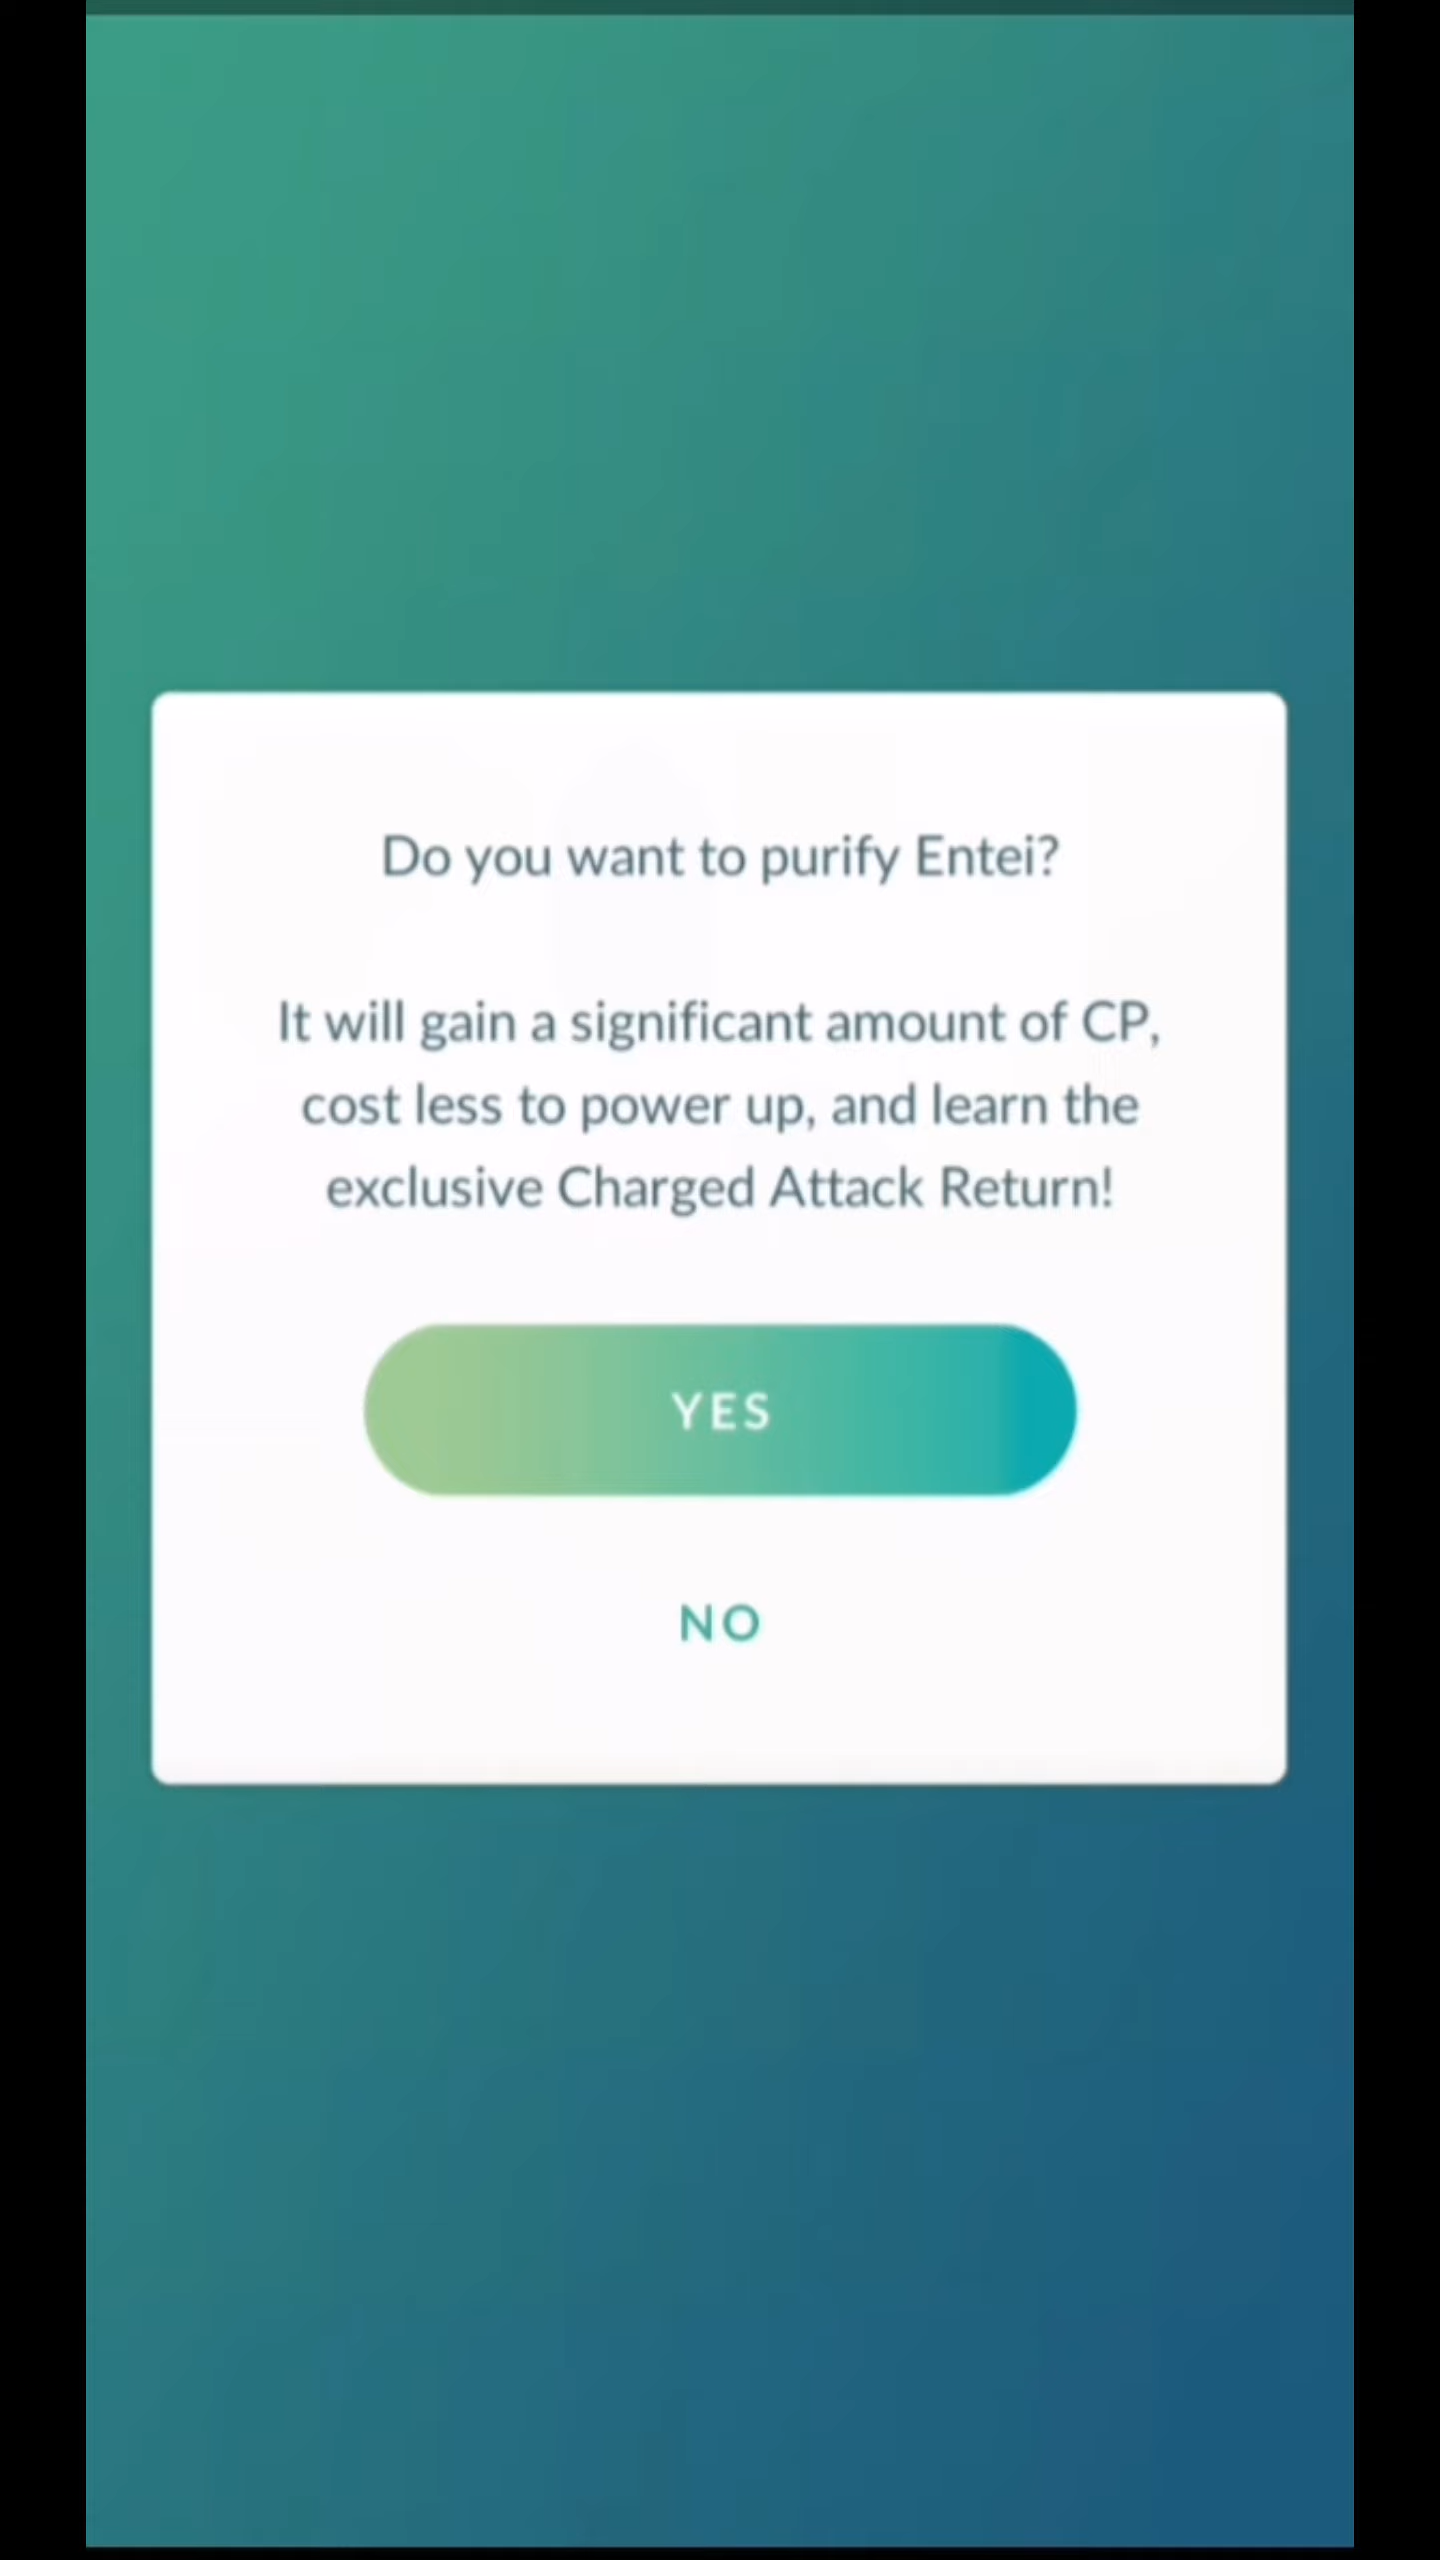 Do you want to purify Entei?
It will gain a significant amount of CP,
cost less to power up, and learn the
exclusive Charged Attack Return!
YES
NO